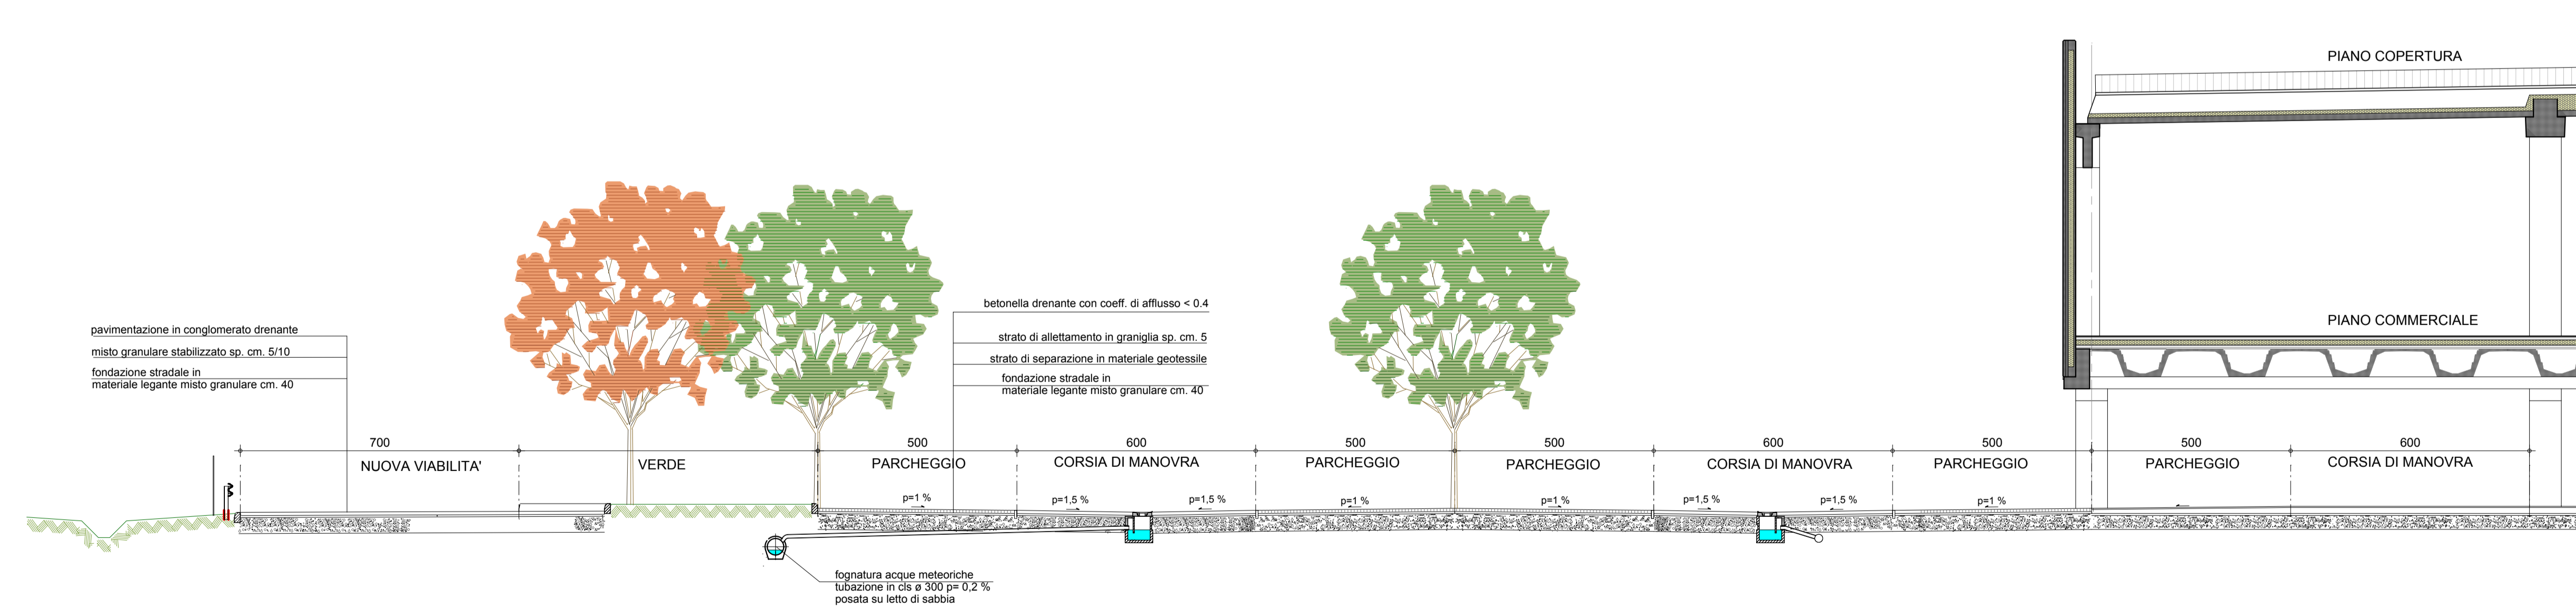 PIANO COPERTURA
betonella drenante con coeff. di afflusso < 0.4
strato di allettamento in graniglia sp. cm. 5
strato di separazione in materiale geotessile
fondazione stradale in
materiale legante misto granulare cm. 40
pavimentazione in conglomerato drenante
misto granulare stabilizzato sp. cm. 5/10
fondazione stradale in
materiale legante misto granulare cm. 40
PIANO COMMERCIALE
700 500 600 500 500 600 500 500 600
NUOVA VIABILITA' VERDE PARCHEGGIO CORSIA DI MANOVRA PARCHEGGIO PARCHEGGIO CORSIA DI MANOVRA PARCHEGGIO PARCHEGGIO CORSIA DI MANOVRA
p=1 % p=1,5 % p=1,5 % p=1 % p=1 % p=1,5 % p=1,5 % p=1 %
fognatura acque meteoriche
tubazione in cls ø 300 p= 0,2 %
posata su letto di sabbia